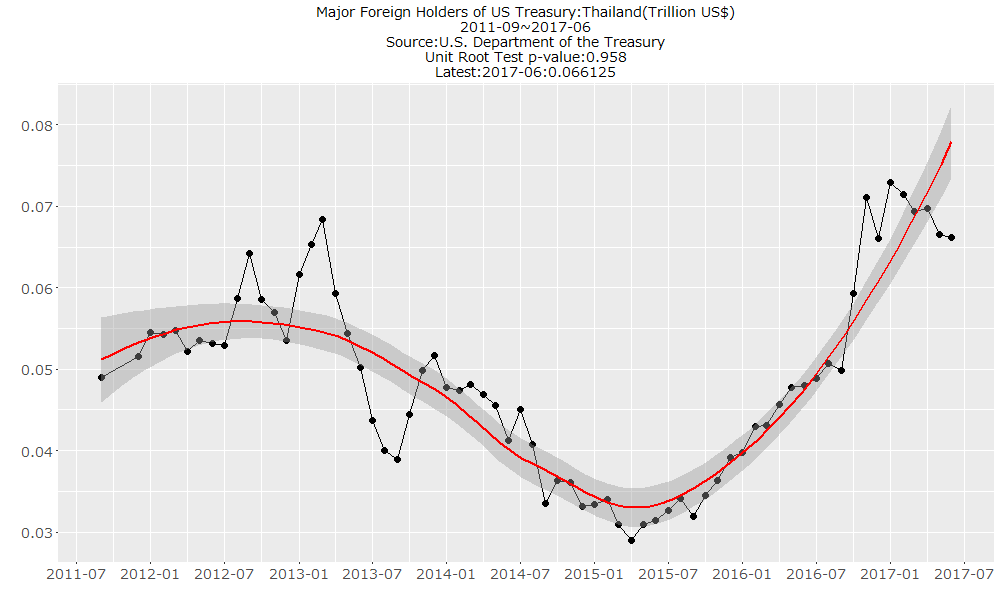 Major Foreign Holders of US Treasury:Thailand(Trillion US$)
2011-09~2017-06
Source:U.S. Department of the Treasury
Unit Root Test p-value:0.958
Latest:2017-06:0.066125
0.08
0.07
0.06
0.05
0.04
0.03
2011-07 2012-01 2012-07 2013-01 2013-07 2014-01 2014-07 2015-01 2015-07 2016-01 2016-07 2017-01 2017-07